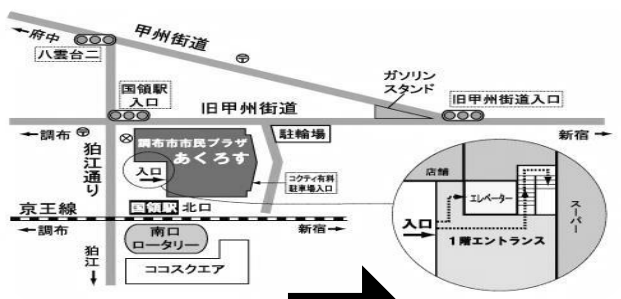 ←府中
甲州街道
八雲台二
国領駅
入口
旧甲州街道
ガソリン
スタンド
旧甲州街道入口
←調布
新宿→
狛江通り
調布市市民プラザ
あくろす
駐輪場
入口
コクティ有料
駐車場入口
京王線
国領駅 北口
←調布
新宿→
南口
ロータリー
狛江
ココスクエア
店舗
エレベーター
スーパー
入口
1階エントランス